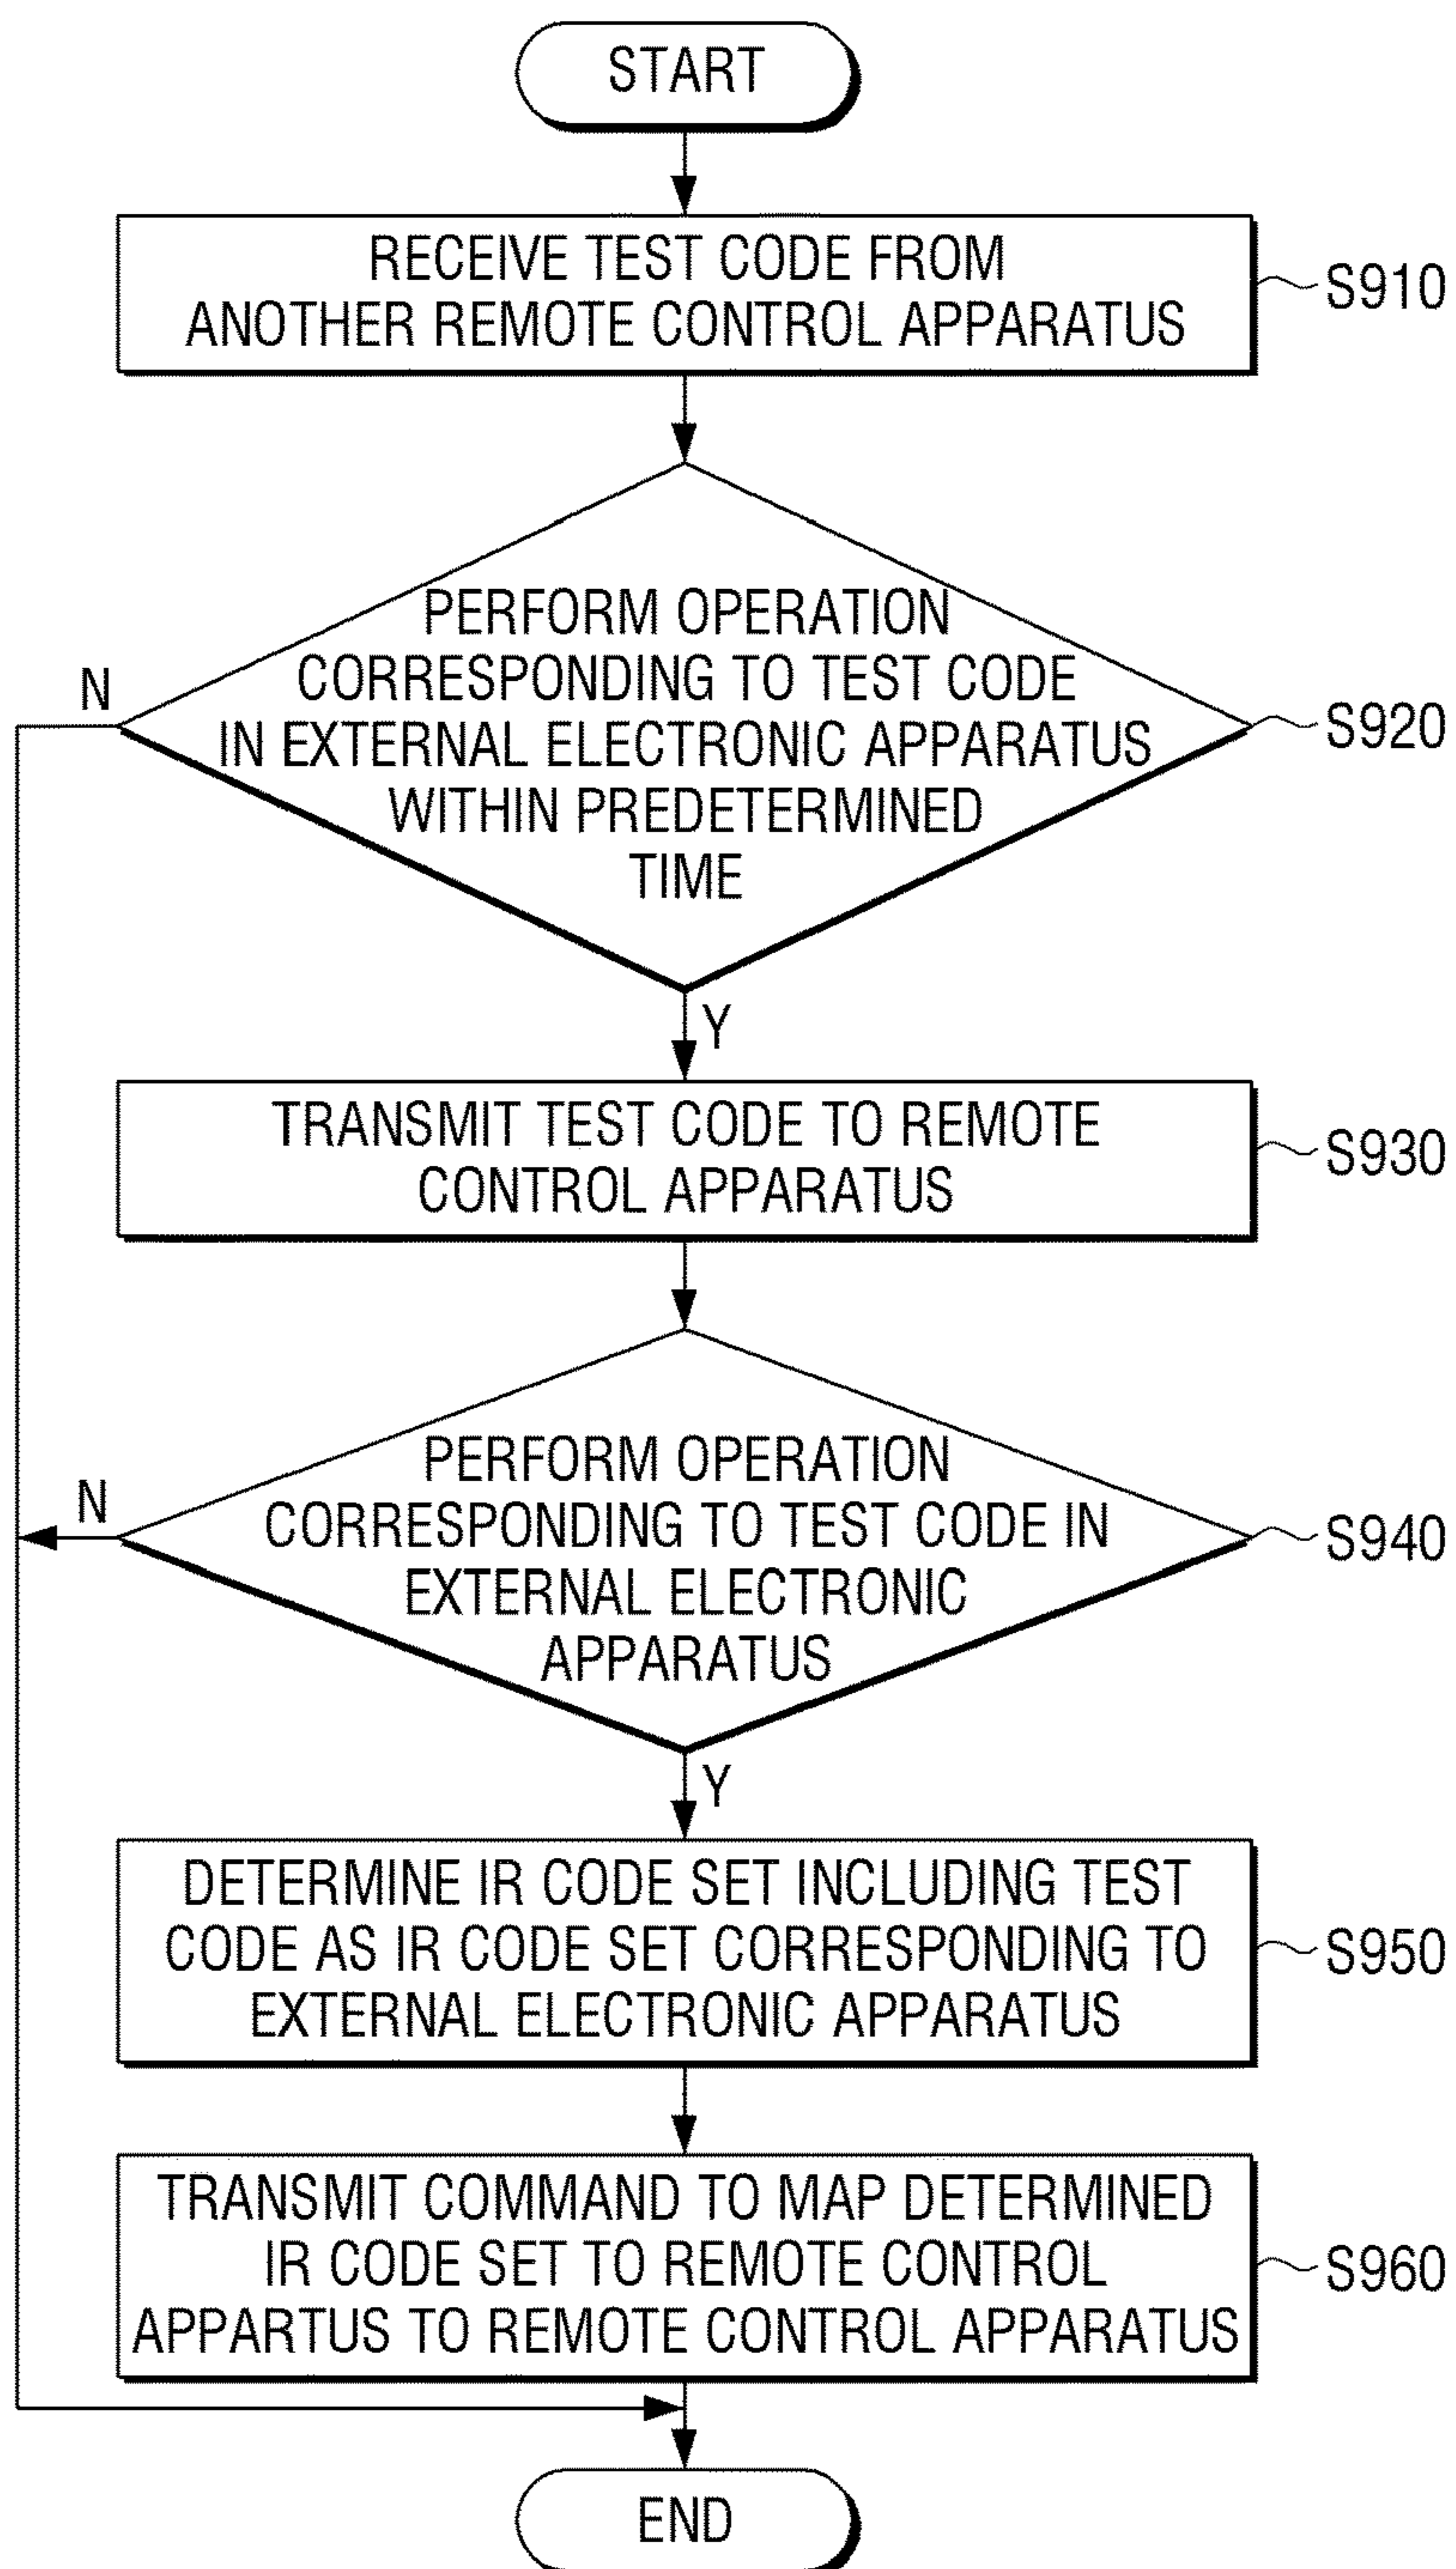 START
RECEIVE TEST CODE FROM
ANOTHER REMOTE CONTROL APPARATUS
S910
PERFORM OPERATION
CORRESPONDING TO TEST CODE
IN EXTERNAL ELECTRONIC APPARATUS
WITHIN PREDETERMINED
TIME
N
S920
Y
TRANSMIT TEST CODE TO REMOTE
CONTROL APPARATUS
S930
PERFORM OPERATION
CORRESPONDING TO TEST CODE IN
EXTERNAL ELECTRONIC
APPARATUS
N
S940
Y
DETERMINE IR CODE SET INCLUDING TEST
CODE AS IR CODE SET CORRESPONDING TO
EXTERNAL ELECTRONIC APPARATUS
S950
TRANSMIT COMMAND TO MAP DETERMINED
IR CODE SET TO REMOTE CONTROL
APPARTUS TO REMOTE CONTROL APPARATUS
S960
END